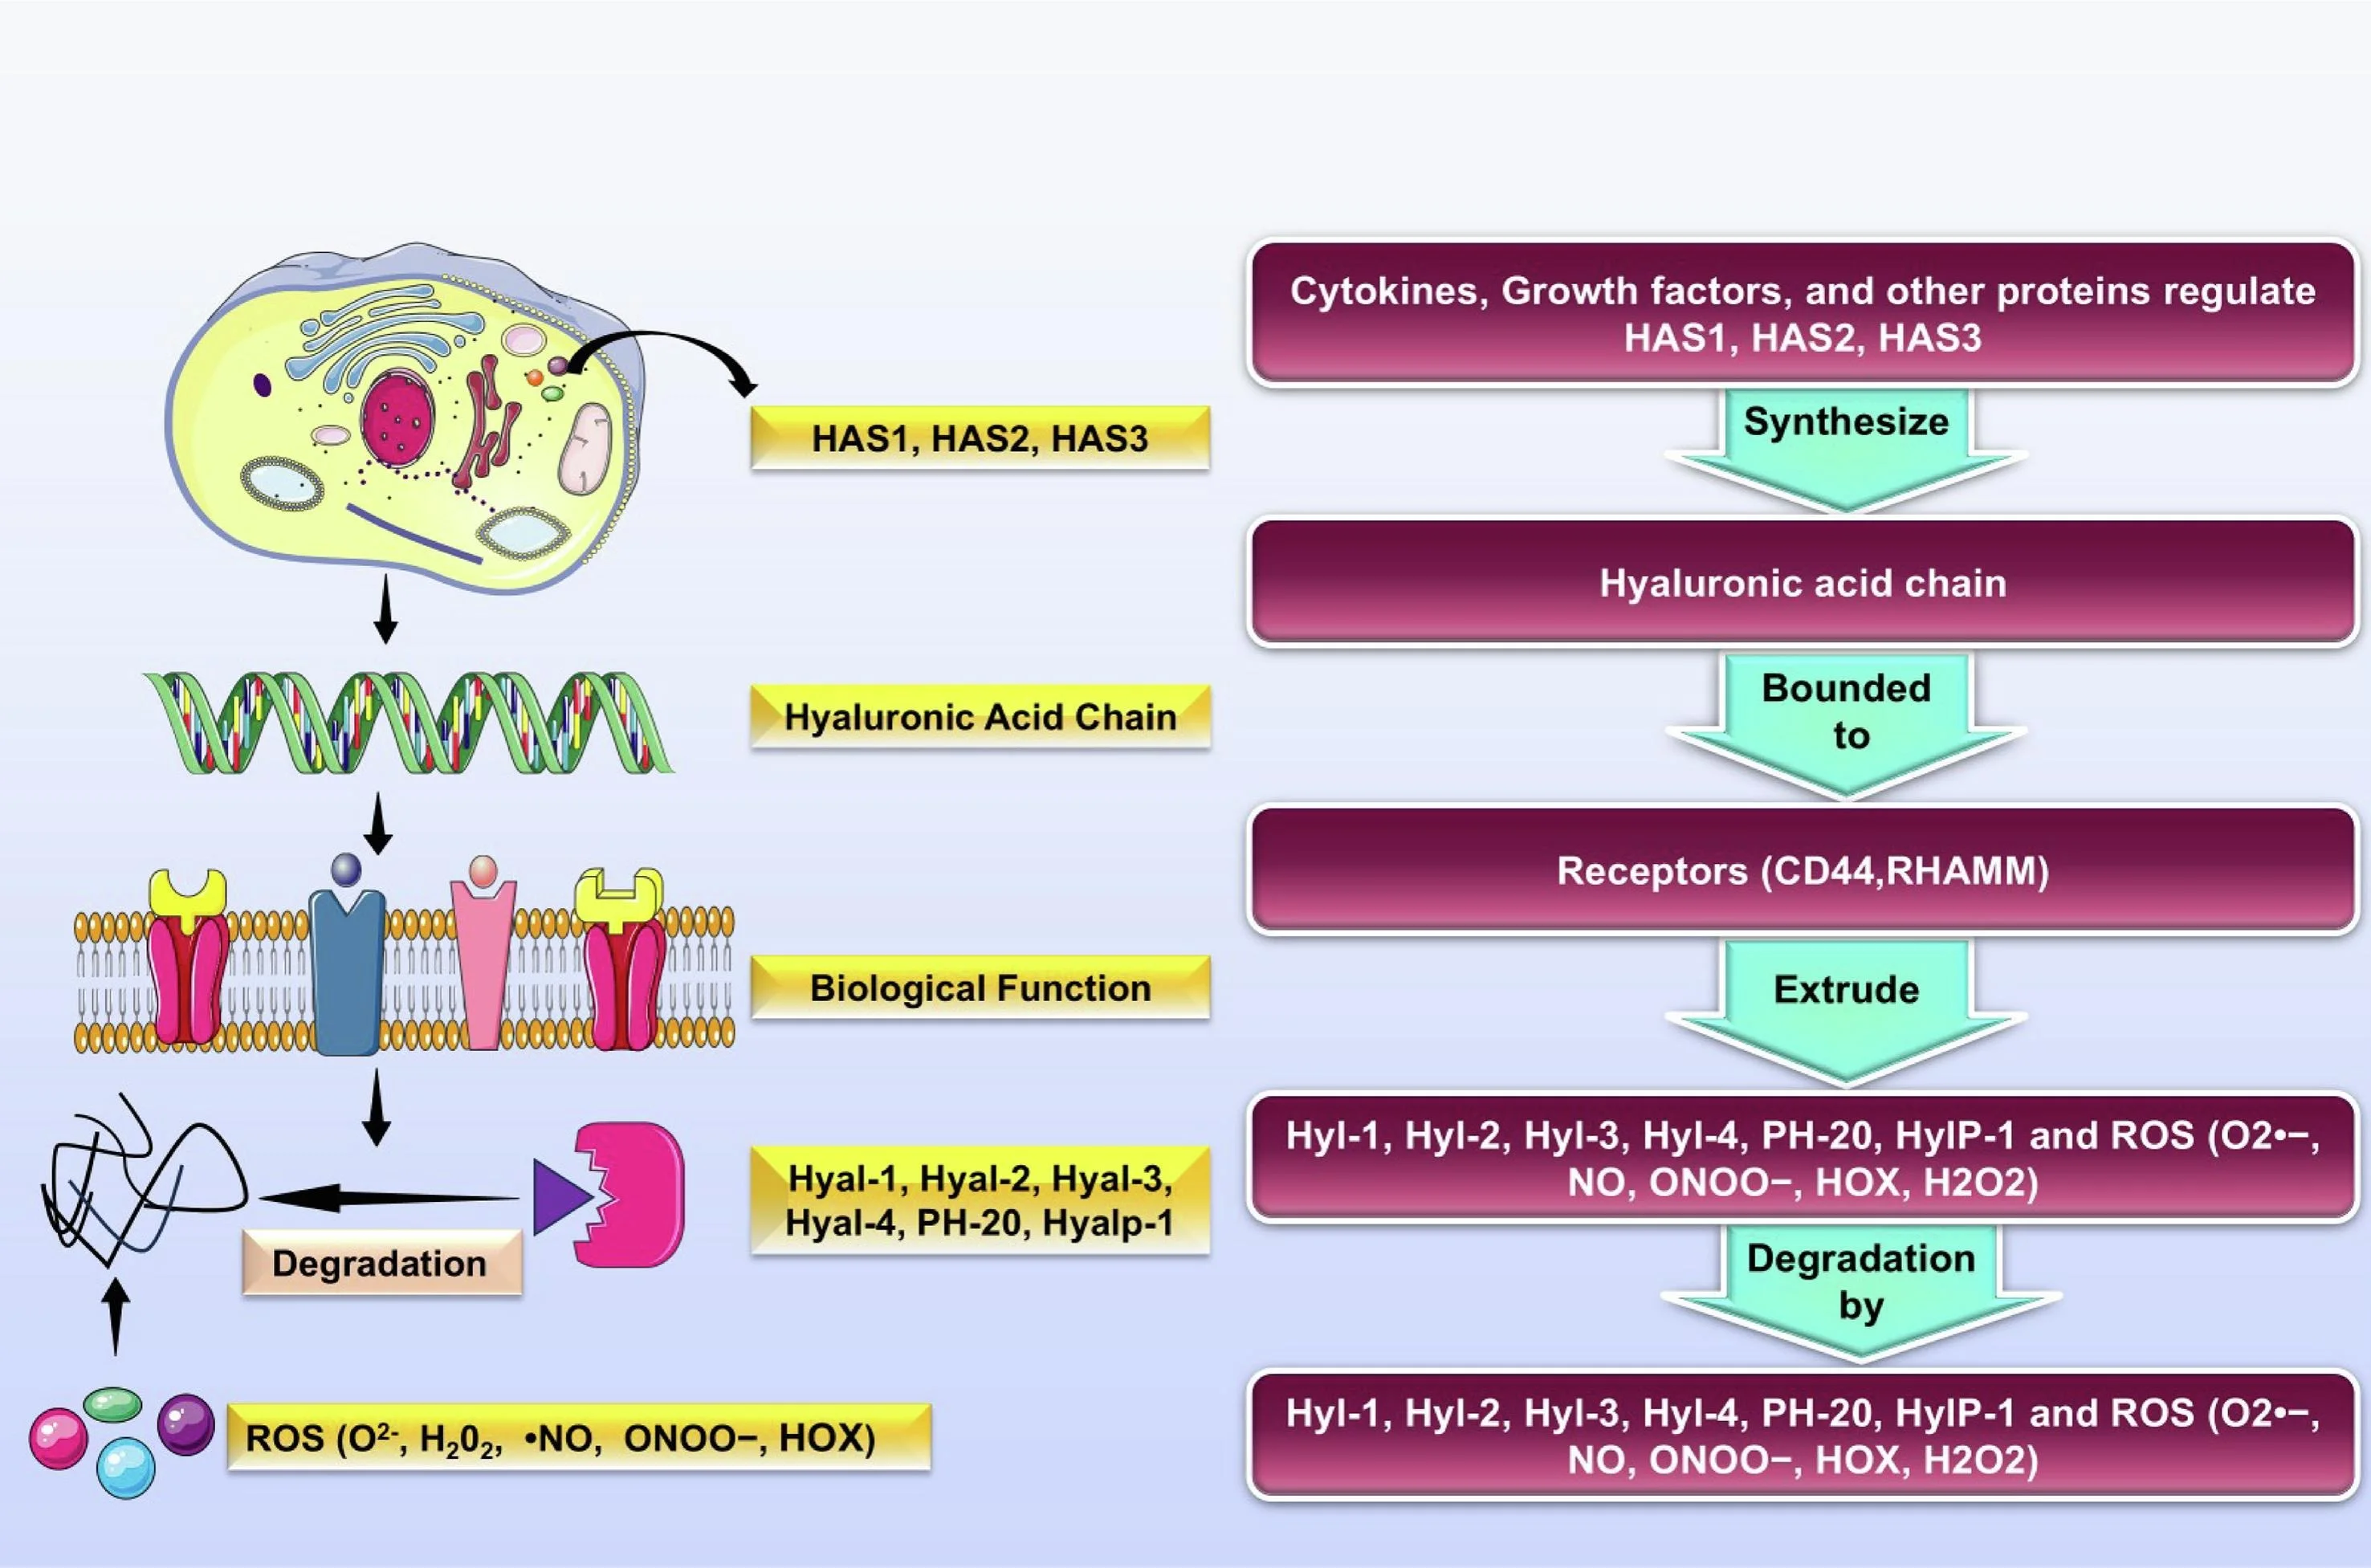 HAS1, HAS2, HAS3
Hyaluronic Acid Chain
Biological Function
Hyal-1, Hyal-2, Hyal-3,
Hyal-4, PH-20, Hyalp-1
Degradation
ROS (O²⁻, H₂0₂, •NO, ONOO−, HOX)
Cytokines, Growth factors, and other proteins regulate
HAS1, HAS2, HAS3
Synthesize
Hyaluronic acid chain
Bounded
to
Receptors (CD44,RHAMM)
Extrude
Hyl-1, Hyl-2, Hyl-3, Hyl-4, PH-20, HylP-1 and ROS (O2•−,
NO, ONOO−, HOX, H2O2)
Degradation
by
Hyl-1, Hyl-2, Hyl-3, Hyl-4, PH-20, HylP-1 and ROS (O2•−,
NO, ONOO−, HOX, H2O2)